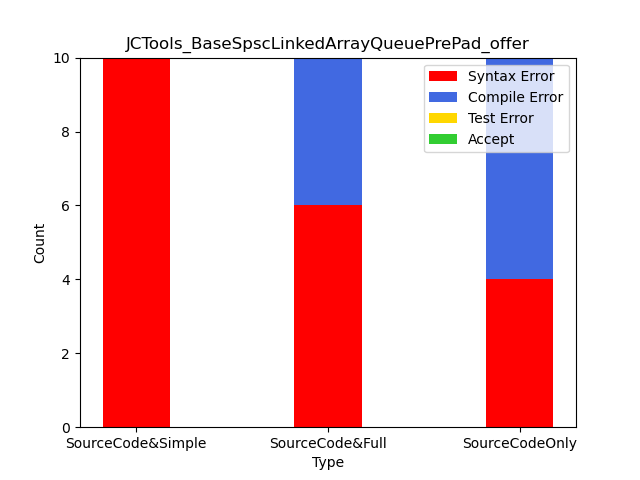 JCTools_BaseSpscLinkedArrayQueuePrePad_offer
10
8
6
4
2
0
Count
Syntax Error
Compile Error
Test Error
Accept
SourceCode&Simple
SourceCode&Full
SourceCodeOnly
Type